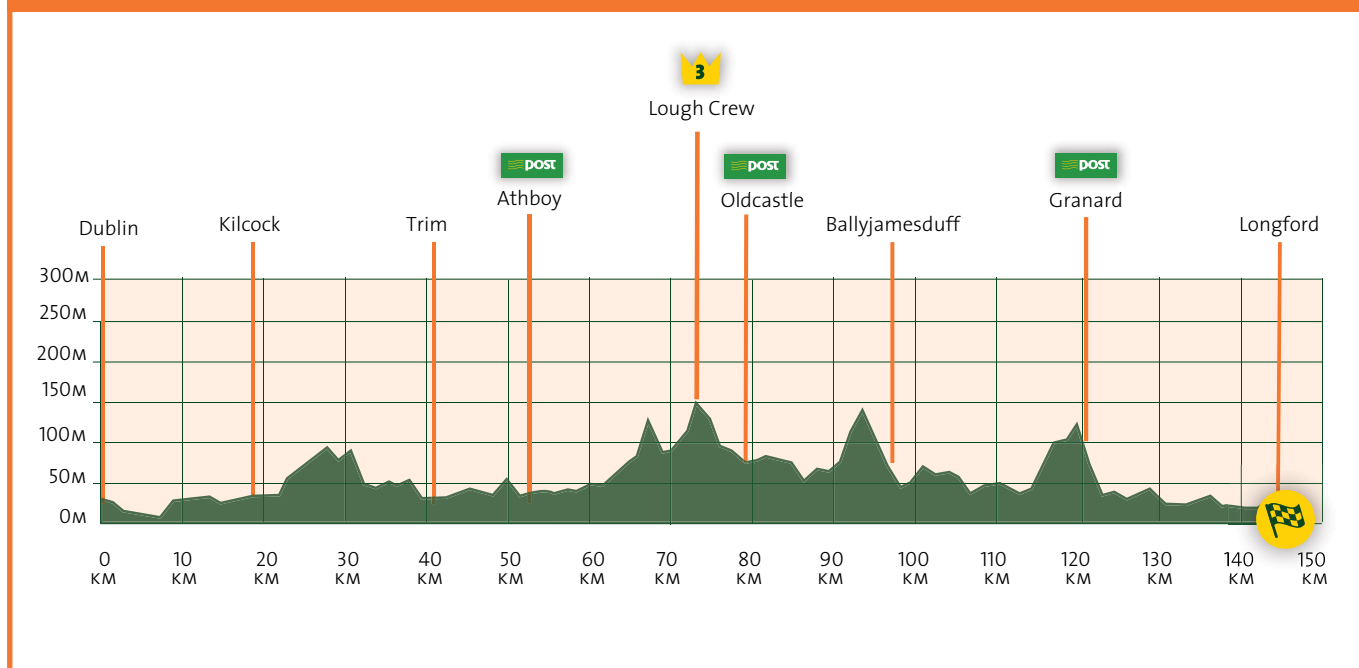 3
Lough Crew
post
post
post
Athboy
Oldcastle
Granard
Dublin
Kilcock
Trim
Ballyjamesduff
Longford
300M
250M
200M
150M
100M
50M
0M
0 10 20 30 40 50 60 70 80 90 100 110 120 130 140 150
KM KM KM KM KM KM KM KM KM KM KM KM KM KM KM KM